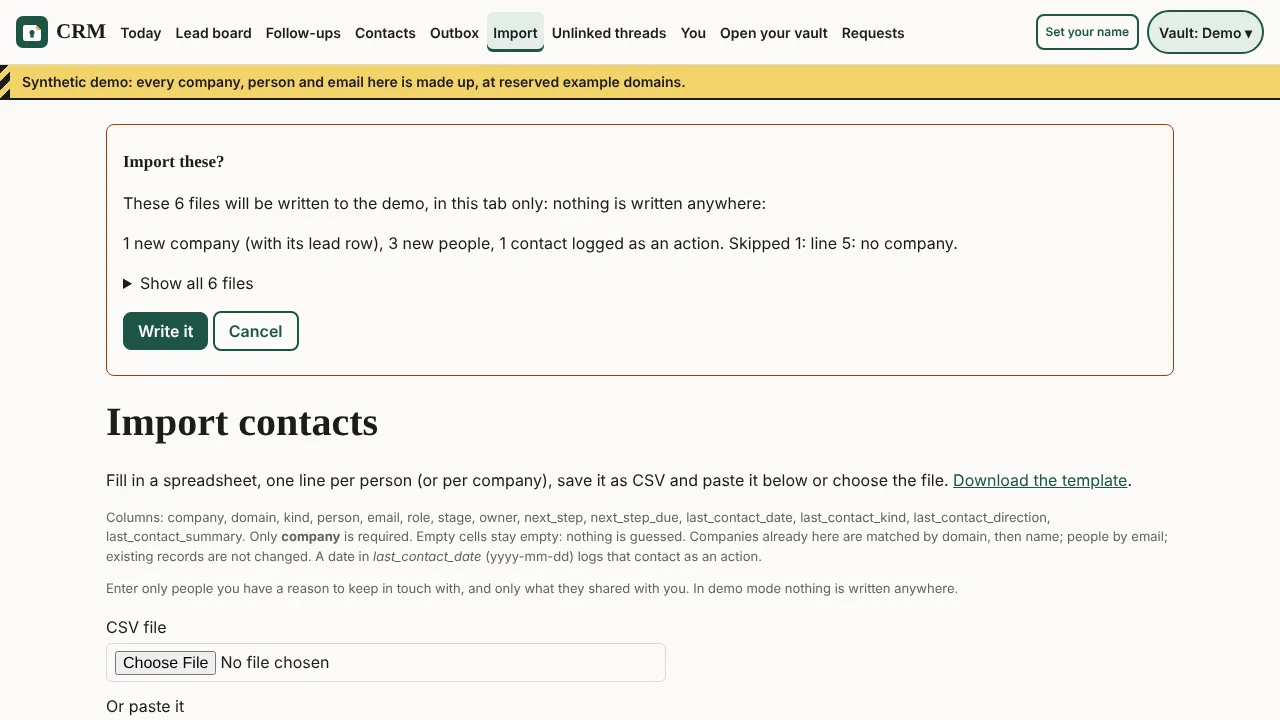 CRM Today Lead board Follow-ups Contacts Outbox Import Unlinked threads You Open your vault Requests Set your name Vault: Demo ▾
Synthetic demo: every company, person and email here is made up, at reserved example domains.
Import these?
These 6 files will be written to the demo, in this tab only: nothing is written anywhere:
1 new company (with its lead row), 3 new people, 1 contact logged as an action. Skipped 1: line 5: no company.
▶ Show all 6 files
Write it Cancel
Import contacts
Fill in a spreadsheet, one line per person (or per company), save it as CSV and paste it below or choose the file. Download the template.
Columns: company, domain, kind, person, email, role, stage, owner, next_step, next_step_due, last_contact_date, last_contact_kind, last_contact_direction,
last_contact_summary. Only company is required. Empty cells stay empty: nothing is guessed. Companies already here are matched by domain, then name; people by email;
existing records are not changed. A date in last_contact_date (yyyy-mm-dd) logs that contact as an action.
Enter only people you have a reason to keep in touch with, and only what they shared with you. In demo mode nothing is written anywhere.
CSV file
Choose File No file chosen
Or paste it